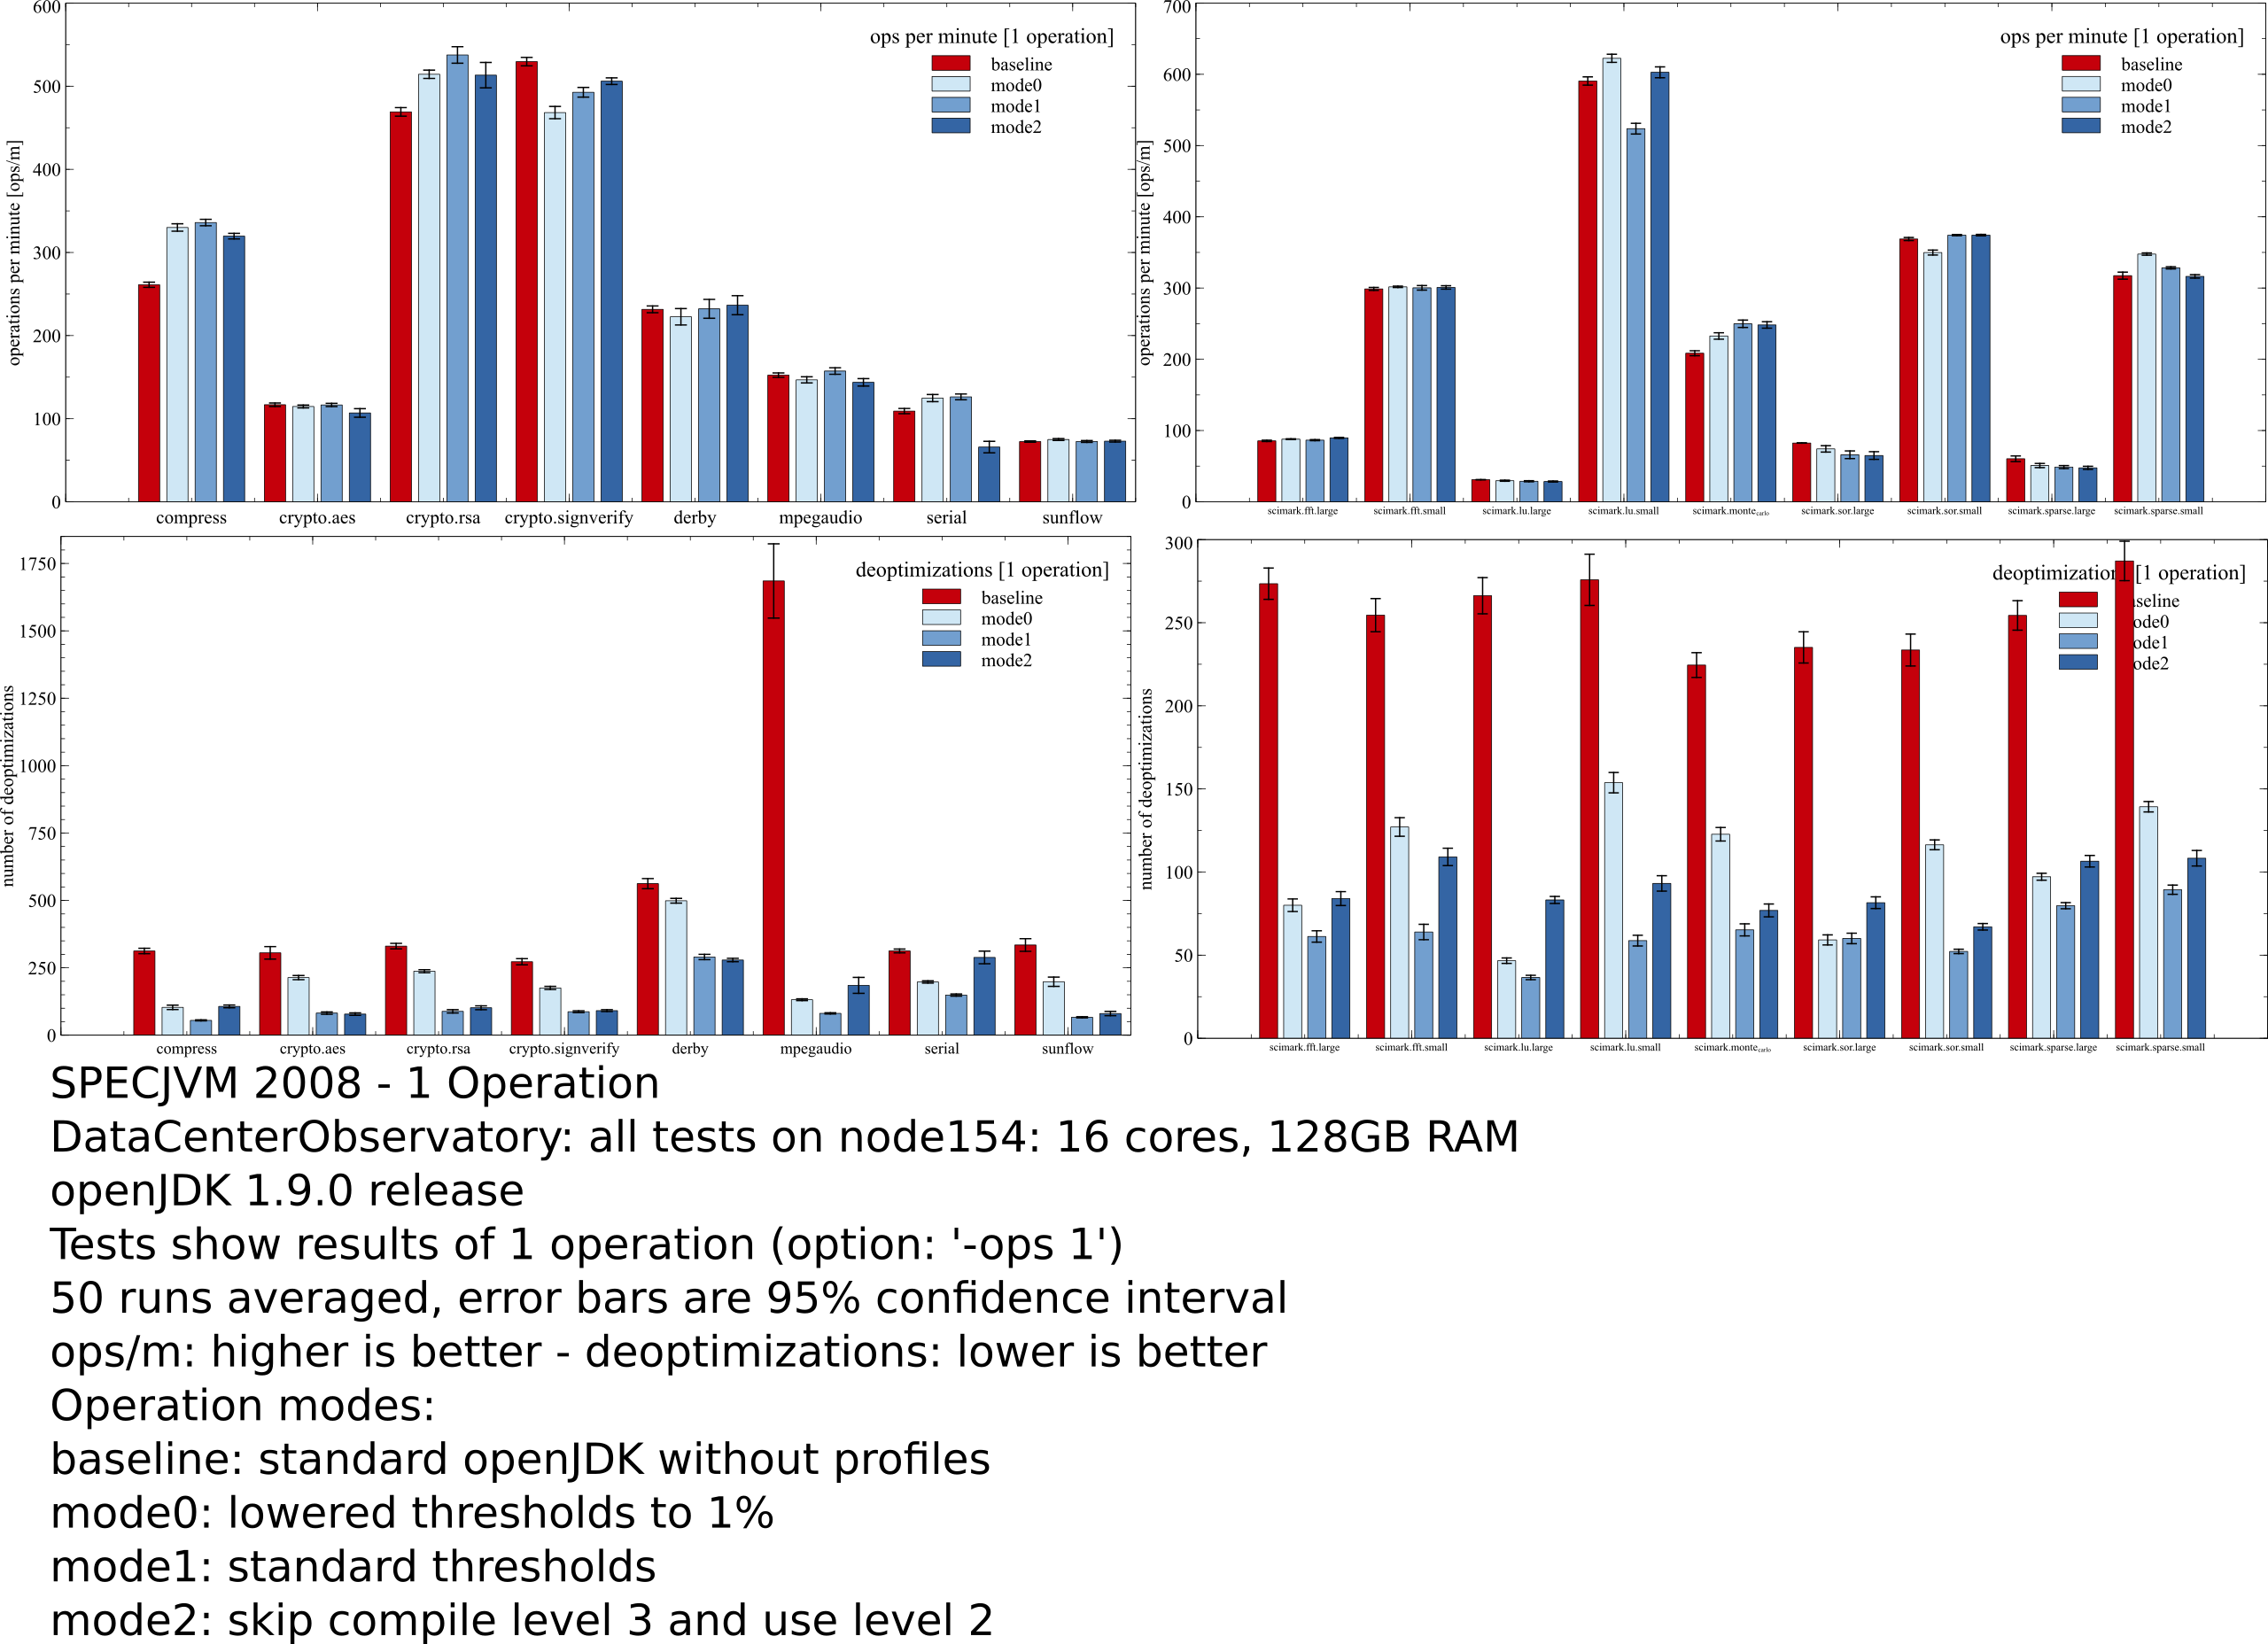 ops per minute [1 operation]
baseline
mode0
mode1
mode2
operations per minute [ops/m]
600
500
400
300
200
100
0
compress crypto.aes crypto.rsa crypto.signverify derby mpegaudio serial sunflow
ops per minute [1 operation]
baseline
mode0
mode1
mode2
operations per minute [ops/m]
700
600
500
400
300
200
100
0
scimark.fft.large scimark.fft.small scimark.lu.large scimark.lu.small scimark.monte_carlo scimark.sor.large scimark.sor.small scimark.sparse.large scimark.sparse.small
deoptimizations [1 operation]
baseline
mode0
mode1
mode2
number of deoptimizations
1750
1500
1250
1000
750
500
250
0
compress crypto.aes crypto.rsa crypto.signverify derby mpegaudio serial sunflow
deoptimization [1 operation]
seline
ode0
ode1
ode2
number of deoptimizations
300
250
200
150
100
50
0
scimark.fft.large scimark.fft.small scimark.lu.large scimark.lu.small scimark.monte_carlo scimark.sor.large scimark.sor.small scimark.sparse.large scimark.sparse.small
SPECJVM 2008 - 1 Operation
DataCenterObservatory: all tests on node154: 16 cores, 128GB RAM
openJDK 1.9.0 release
Tests show results of 1 operation (option: '-ops 1')
50 runs averaged, error bars are 95% confidence interval
ops/m: higher is better - deoptimizations: lower is better
Operation modes:
baseline: standard openJDK without profiles
mode0: lowered thresholds to 1%
mode1: standard thresholds
mode2: skip compile level 3 and use level 2